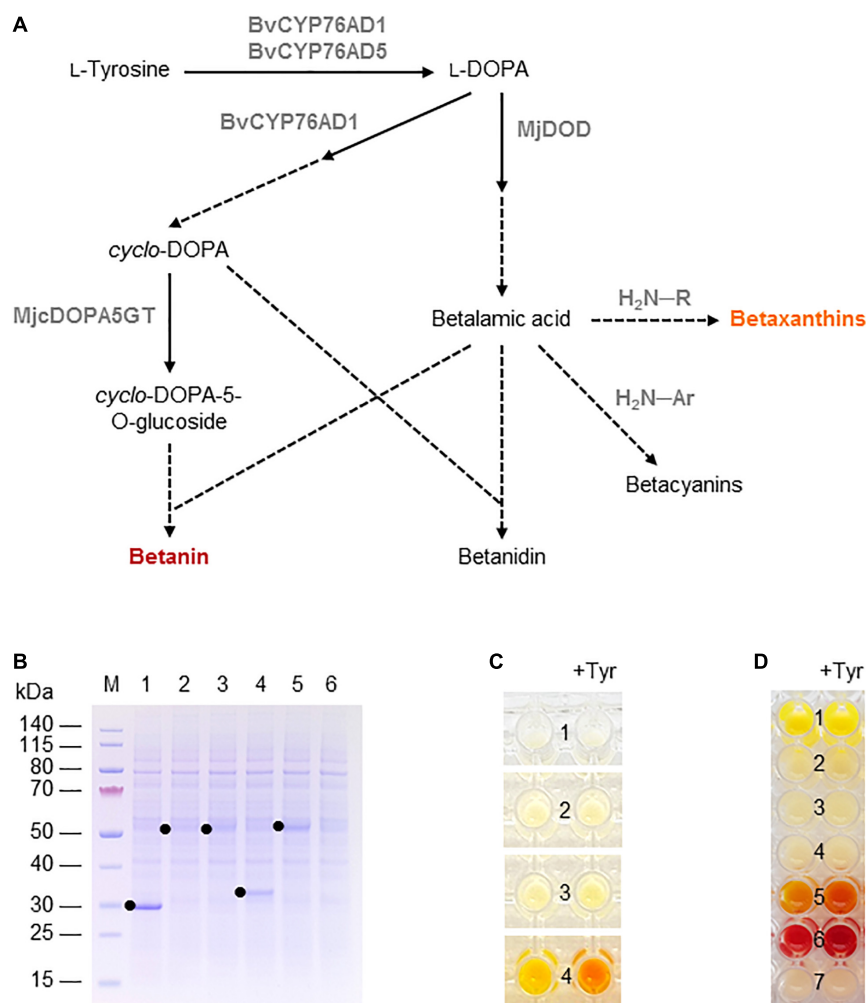 A
BvCYP76AD1
BvCYP76AD5
L-Tyrosine
L-DOPA
BvCYP76AD1
MjDOD
cyclo-DOPA
MjcDOPA5GT
Betalamic acid
H₂N—R
Betaxanthins
cyclo-DOPA-5-
O-glucoside
H₂N—Ar
Betacyanins
Betanin
Betanidin
B
kDa
M 1 2 3 4 5 6
140
115
80
70
50
40
30
25
15
C
+Tyr
1
2
3
4
D
+Tyr
1
2
3
4
5
6
7